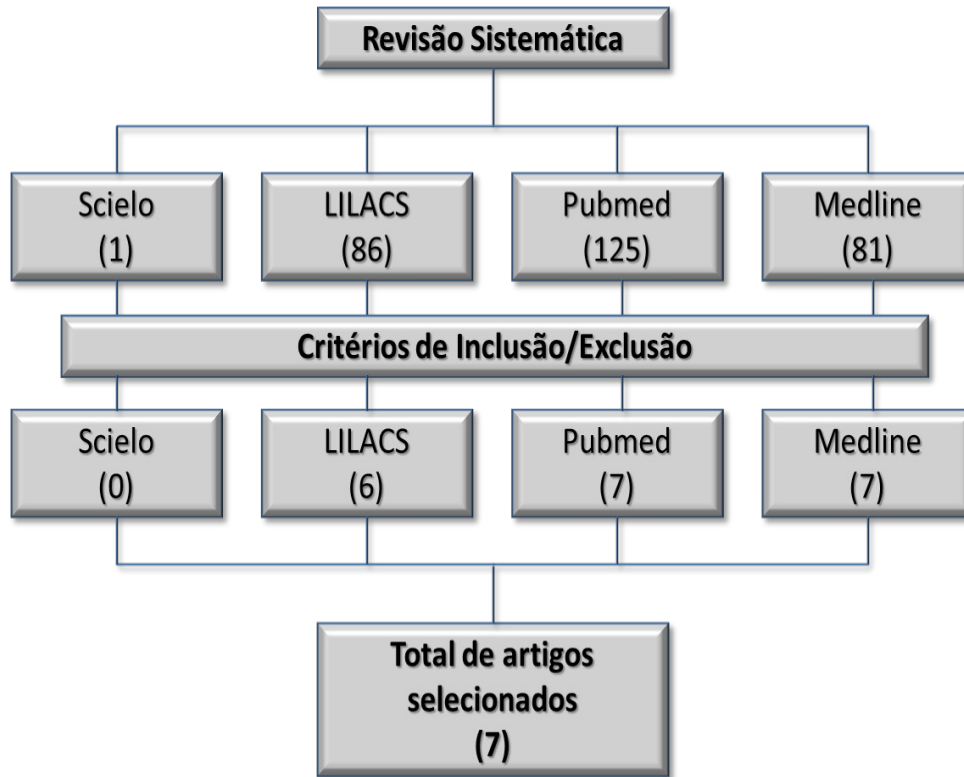 Revisão Sistemática
Scielo
(1)
LILACS
(86)
Pubmed
(125)
Medline
(81)
Critérios de Inclusão/Exclusão
Scielo
(0)
LILACS
(6)
Pubmed
(7)
Medline
(7)
Total de artigos
selecionados
(7)